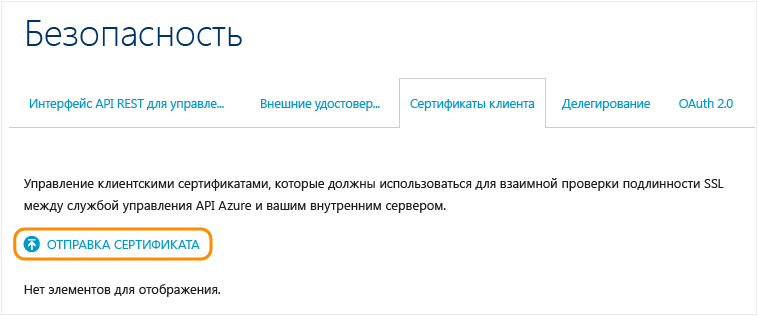 Безопасность
Интерфейс API REST для управле... Внешние удостовер... Сертификаты клиента Делегирование OAuth 2.0
Управление клиентскими сертификатами, которые должны использоваться для взаимной проверки подлинности SSL
между службой управления API Azure и вашим внутренним сервером.
ОТПРАВКА СЕРТИФИКАТА
Нет элементов для отображения.